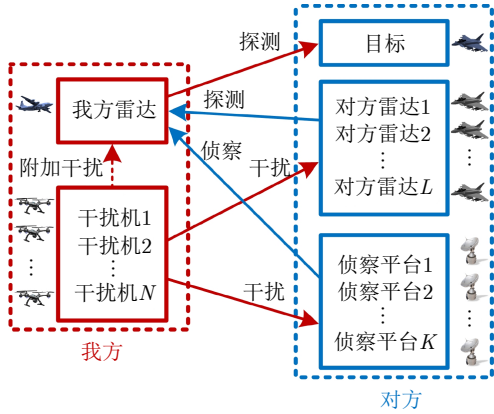 探测
目标
我方雷达
探测
对方雷达1
对方雷达2
⋮
对方雷达L
侦察
附加干扰
干扰
干扰机1
干扰机2
⋮
干扰机N
干扰
侦察平台1
侦察平台2
⋮
侦察平台K
我方
对方